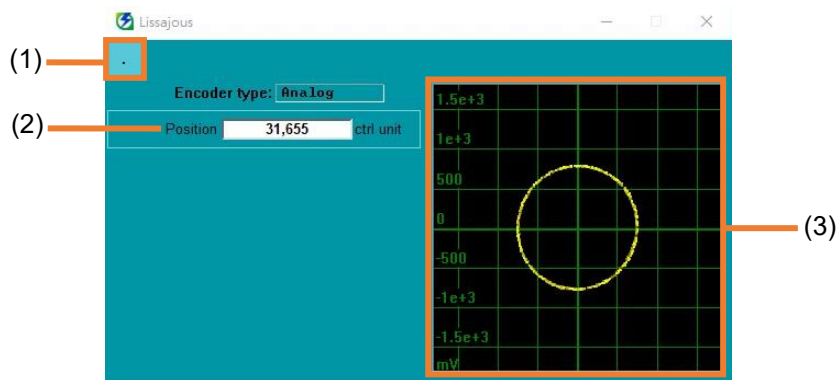 Lissajous
(1)
.
Encoder type: Analog
(2)
Position 31,655 ctrl unit
1.5e+3
1e+3
500
0
-500
-1e+3
-1.5e+3
mV
(3)